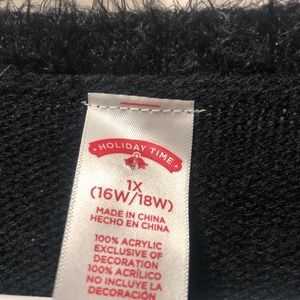 HOLIDAY TIME
1X
(16W/18W)
MADE IN CHINA
HECHO EN CHINA
100% ACRYLIC
EXCLUSIVE OF
DECORATION
100% ACRÍLICO
NO INCLUYE LA
DECORACIÓN